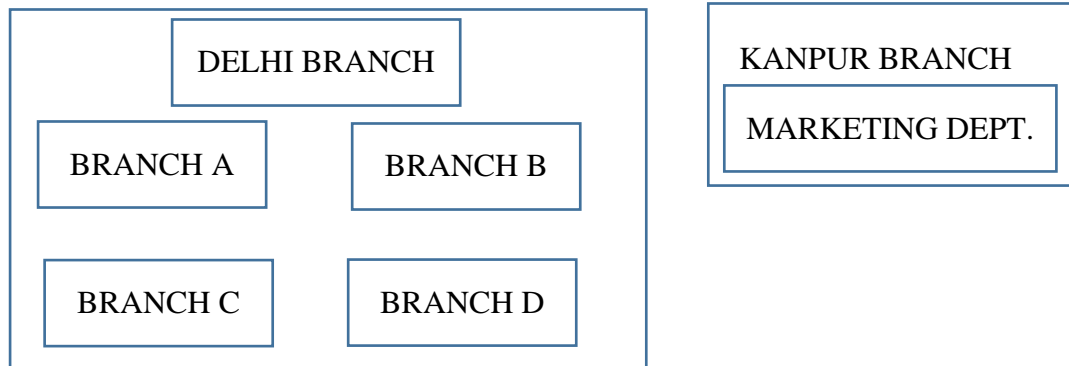 DELHI BRANCH
KANPUR BRANCH
MARKETING DEPT.
BRANCH A
BRANCH B
BRANCH C
BRANCH D